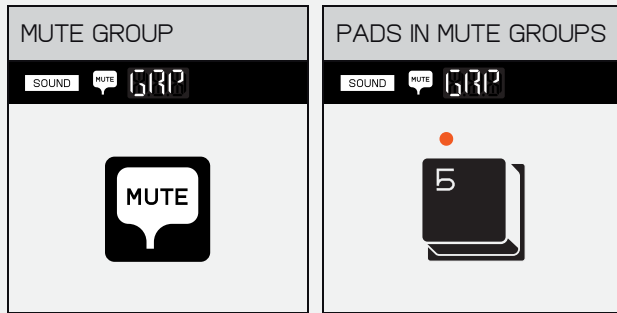 MUTE GROUP
SOUND MUTE GRP
MUTE
PADS IN MUTE GROUPS
SOUND MUTE GRP
5